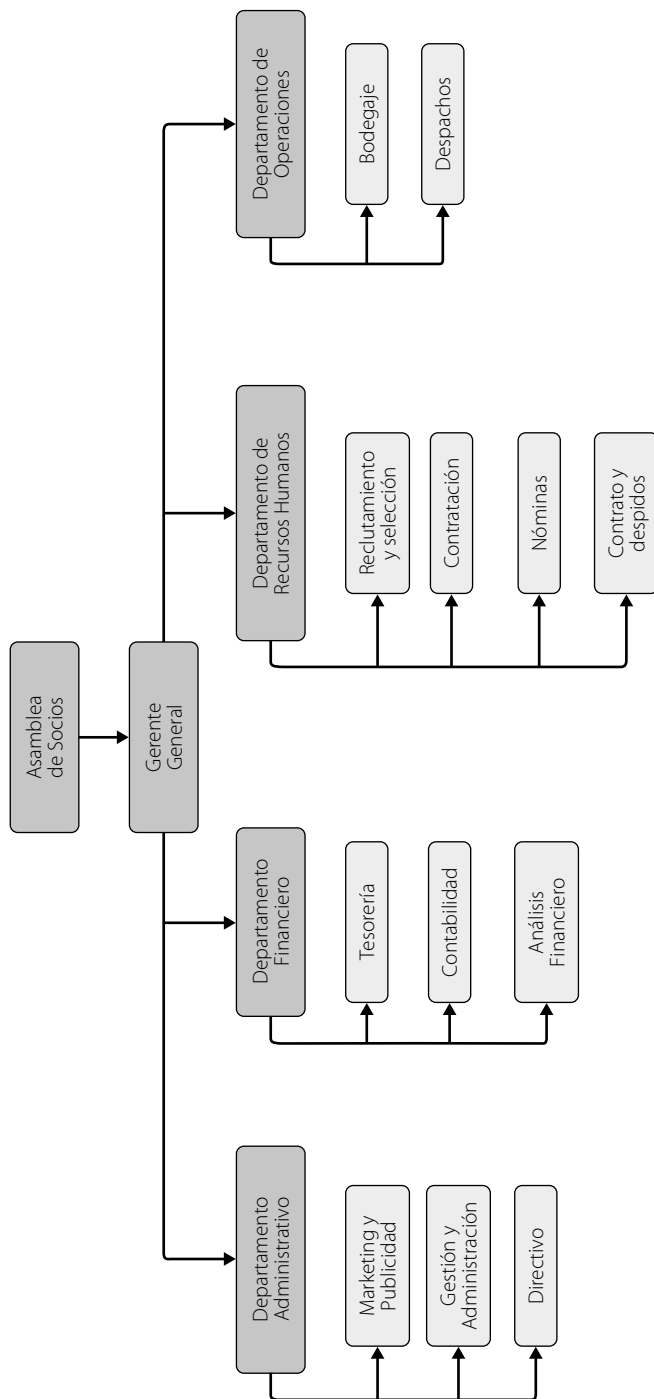 Asamblea
de Socios
Gerente
General
Departamento
Administrativo
Marketing y
Publicidad
Gestión y
Administración
Directivo
Departamento
Financiero
Tesorería
Contabilidad
Análisis
Financiero
Departamento de
Recursos Humanos
Reclutamiento
y selección
Contratación
Nóminas
Contrato y
despidos
Departamento de
Operaciones
Bodegaje
Despachos